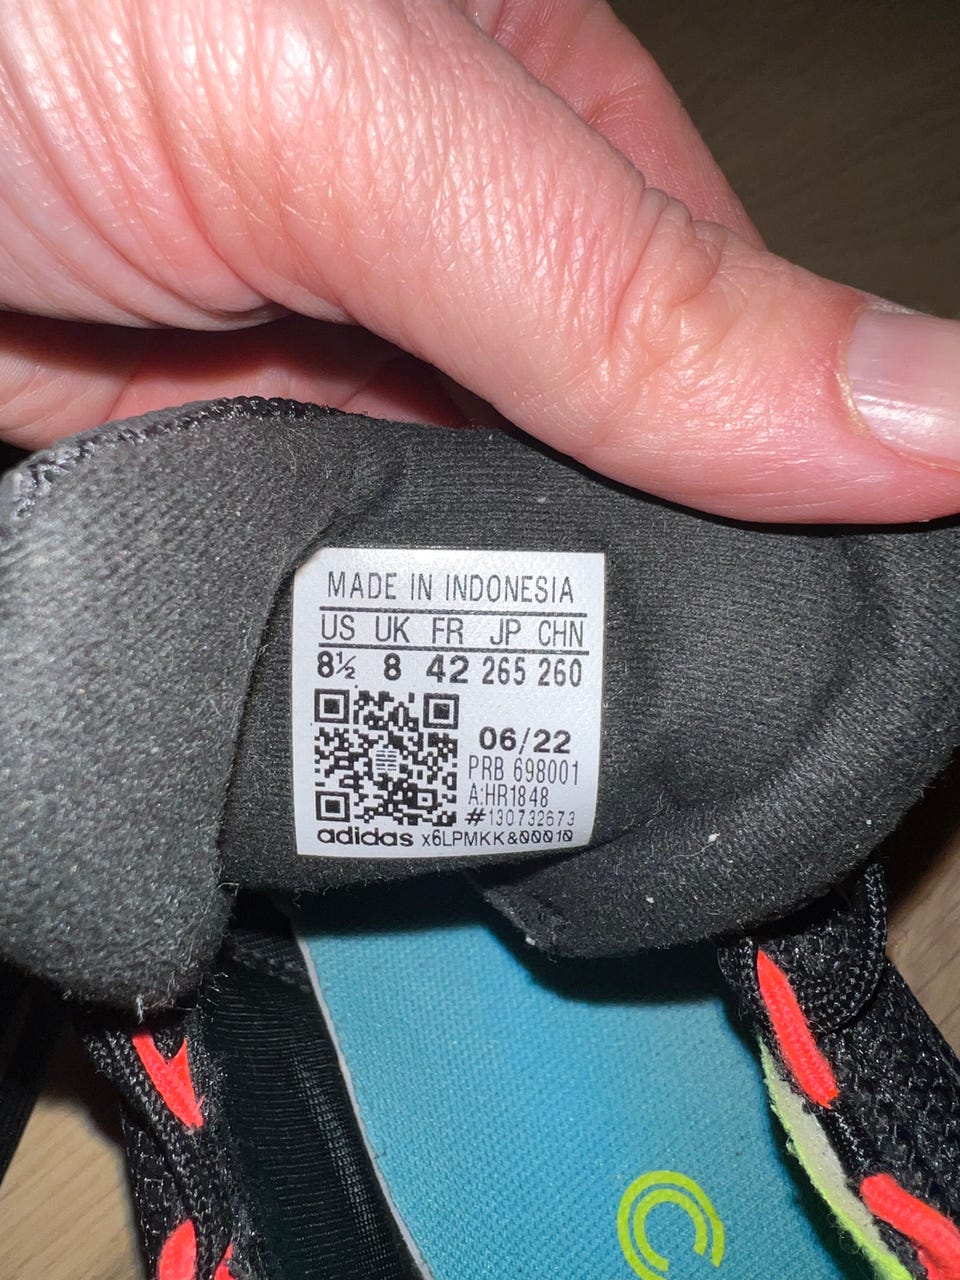 MADE IN INDONESIA
US UK FR JP CHN
8½ 8 42 265 260
06/22
PRB 698001
A:HR1848
#130732673
adidas x6LPMKK&00010